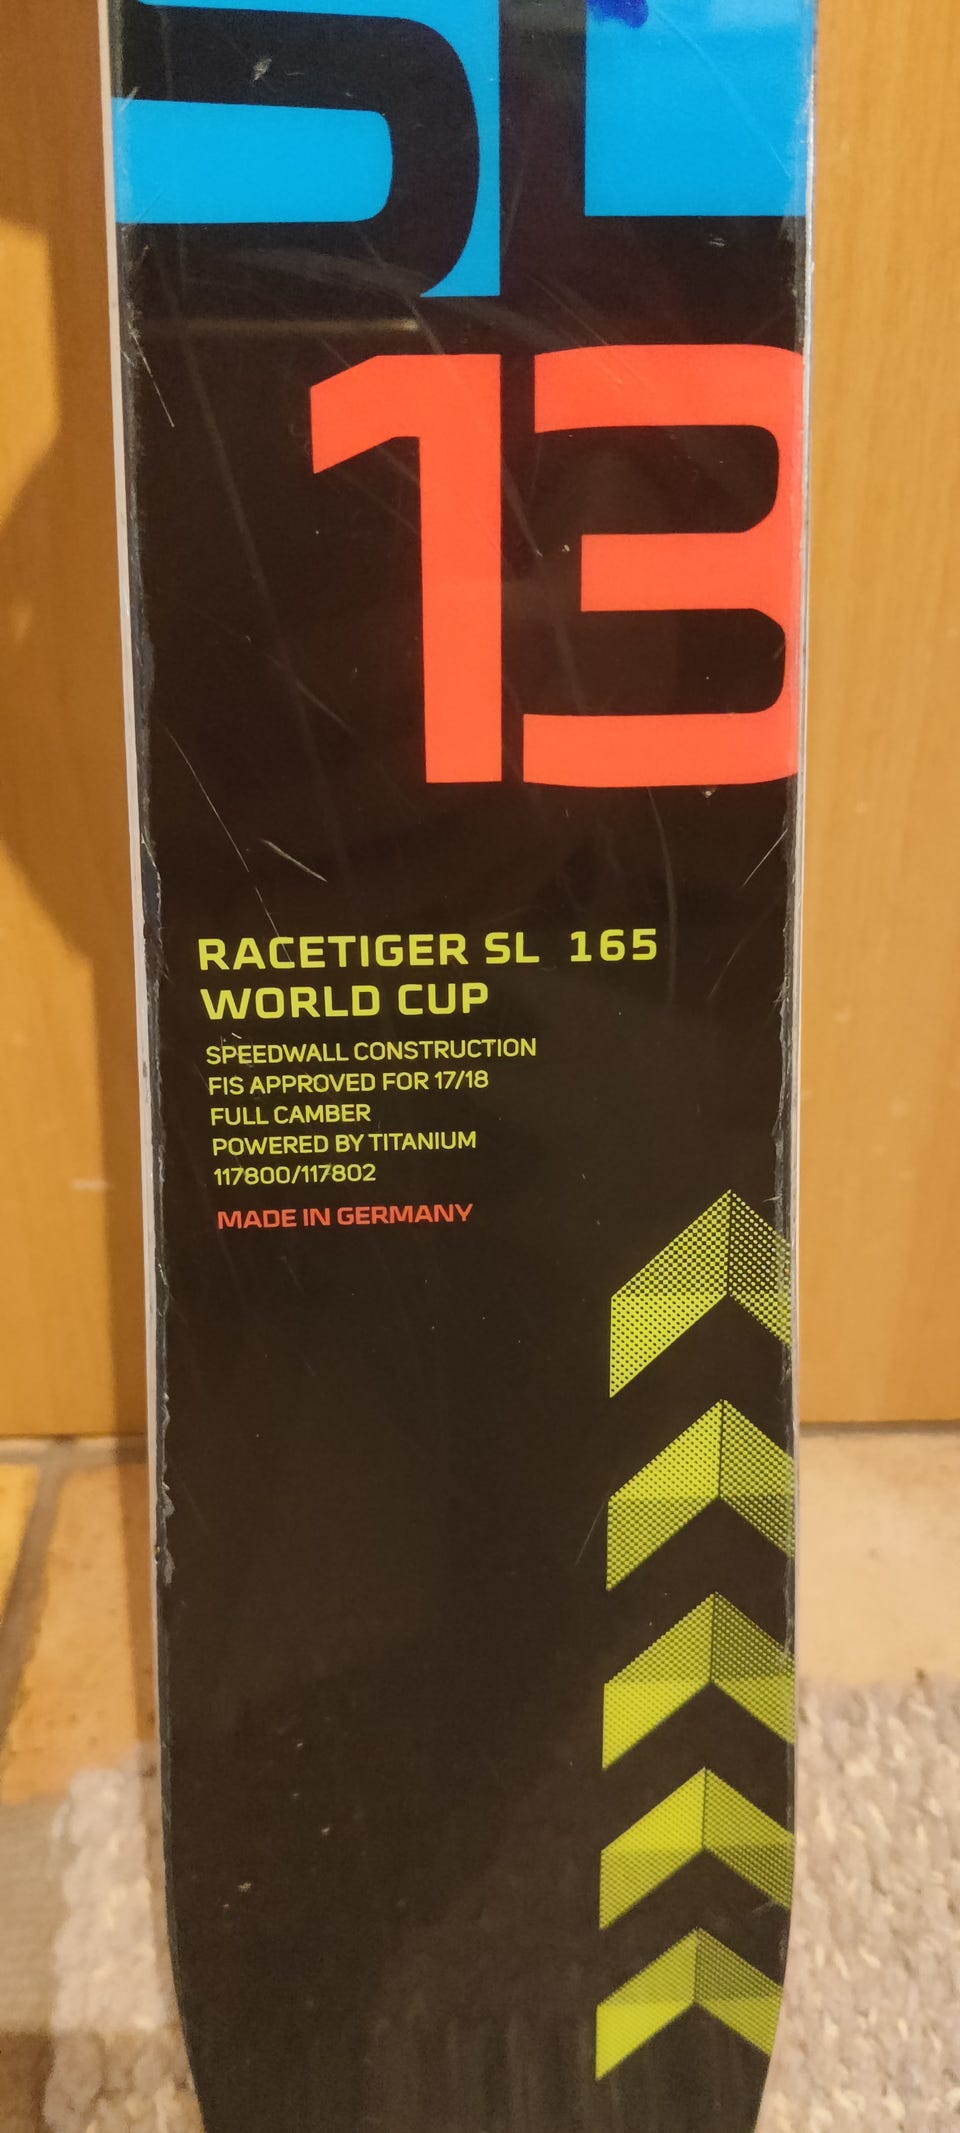 SL
13
RACETIGER SL 165
WORLD CUP
SPEEDWALL CONSTRUCTION
FIS APPROVED FOR 17/18
FULL CAMBER
POWERED BY TITANIUM
117800/117802
MADE IN GERMANY